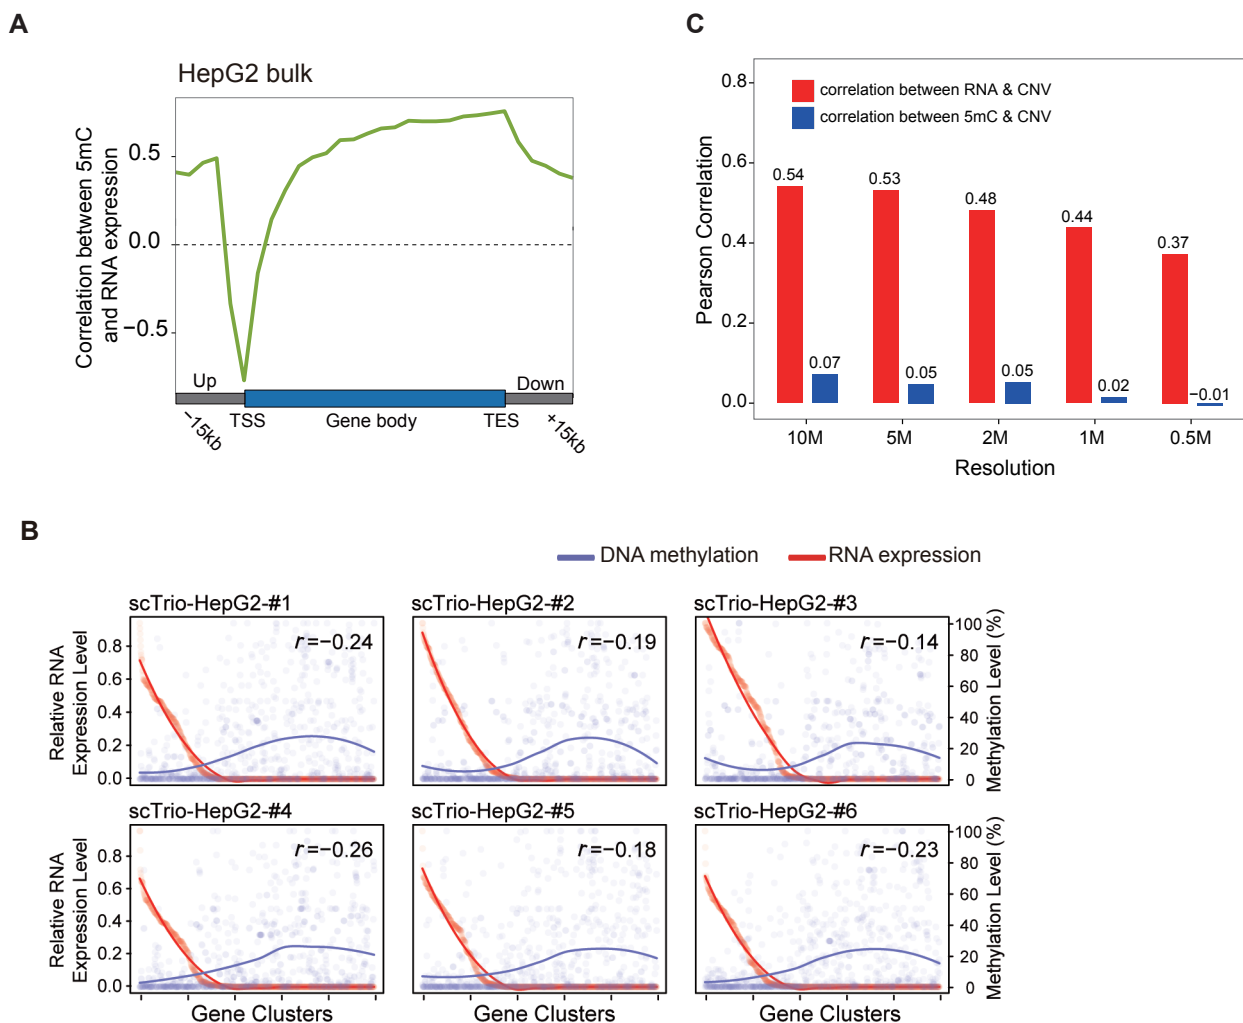 A
HepG2 bulk
Correlation between 5mC
and RNA expression
0.5
0.0
−0.5
Up
Down
−15kb
TSS
Gene body
TES
+15kb
C
correlation between RNA & CNV
correlation between 5mC & CNV
Pearson Correlation
0.8
0.6
0.4
0.2
0.0
0.54
0.07
0.53
0.05
0.48
0.05
0.44
0.02
0.37
−0.01
10M
5M
2M
1M
0.5M
Resolution
B
DNA methylation
RNA expression
scTrio-HepG2-#1
scTrio-HepG2-#2
scTrio-HepG2-#3
r=−0.24
r=−0.19
r=−0.14
Relative RNA
Expression Level
0.8
0.6
0.4
0.2
0.0
100
80
60
40
20
0
Methylation Level (%)
scTrio-HepG2-#4
scTrio-HepG2-#5
scTrio-HepG2-#6
r=−0.26
r=−0.18
r=−0.23
Relative RNA
Expression Level
0.8
0.6
0.4
0.2
0.0
100
80
60
40
20
0
Methylation Level (%)
Gene Clusters
Gene Clusters
Gene Clusters